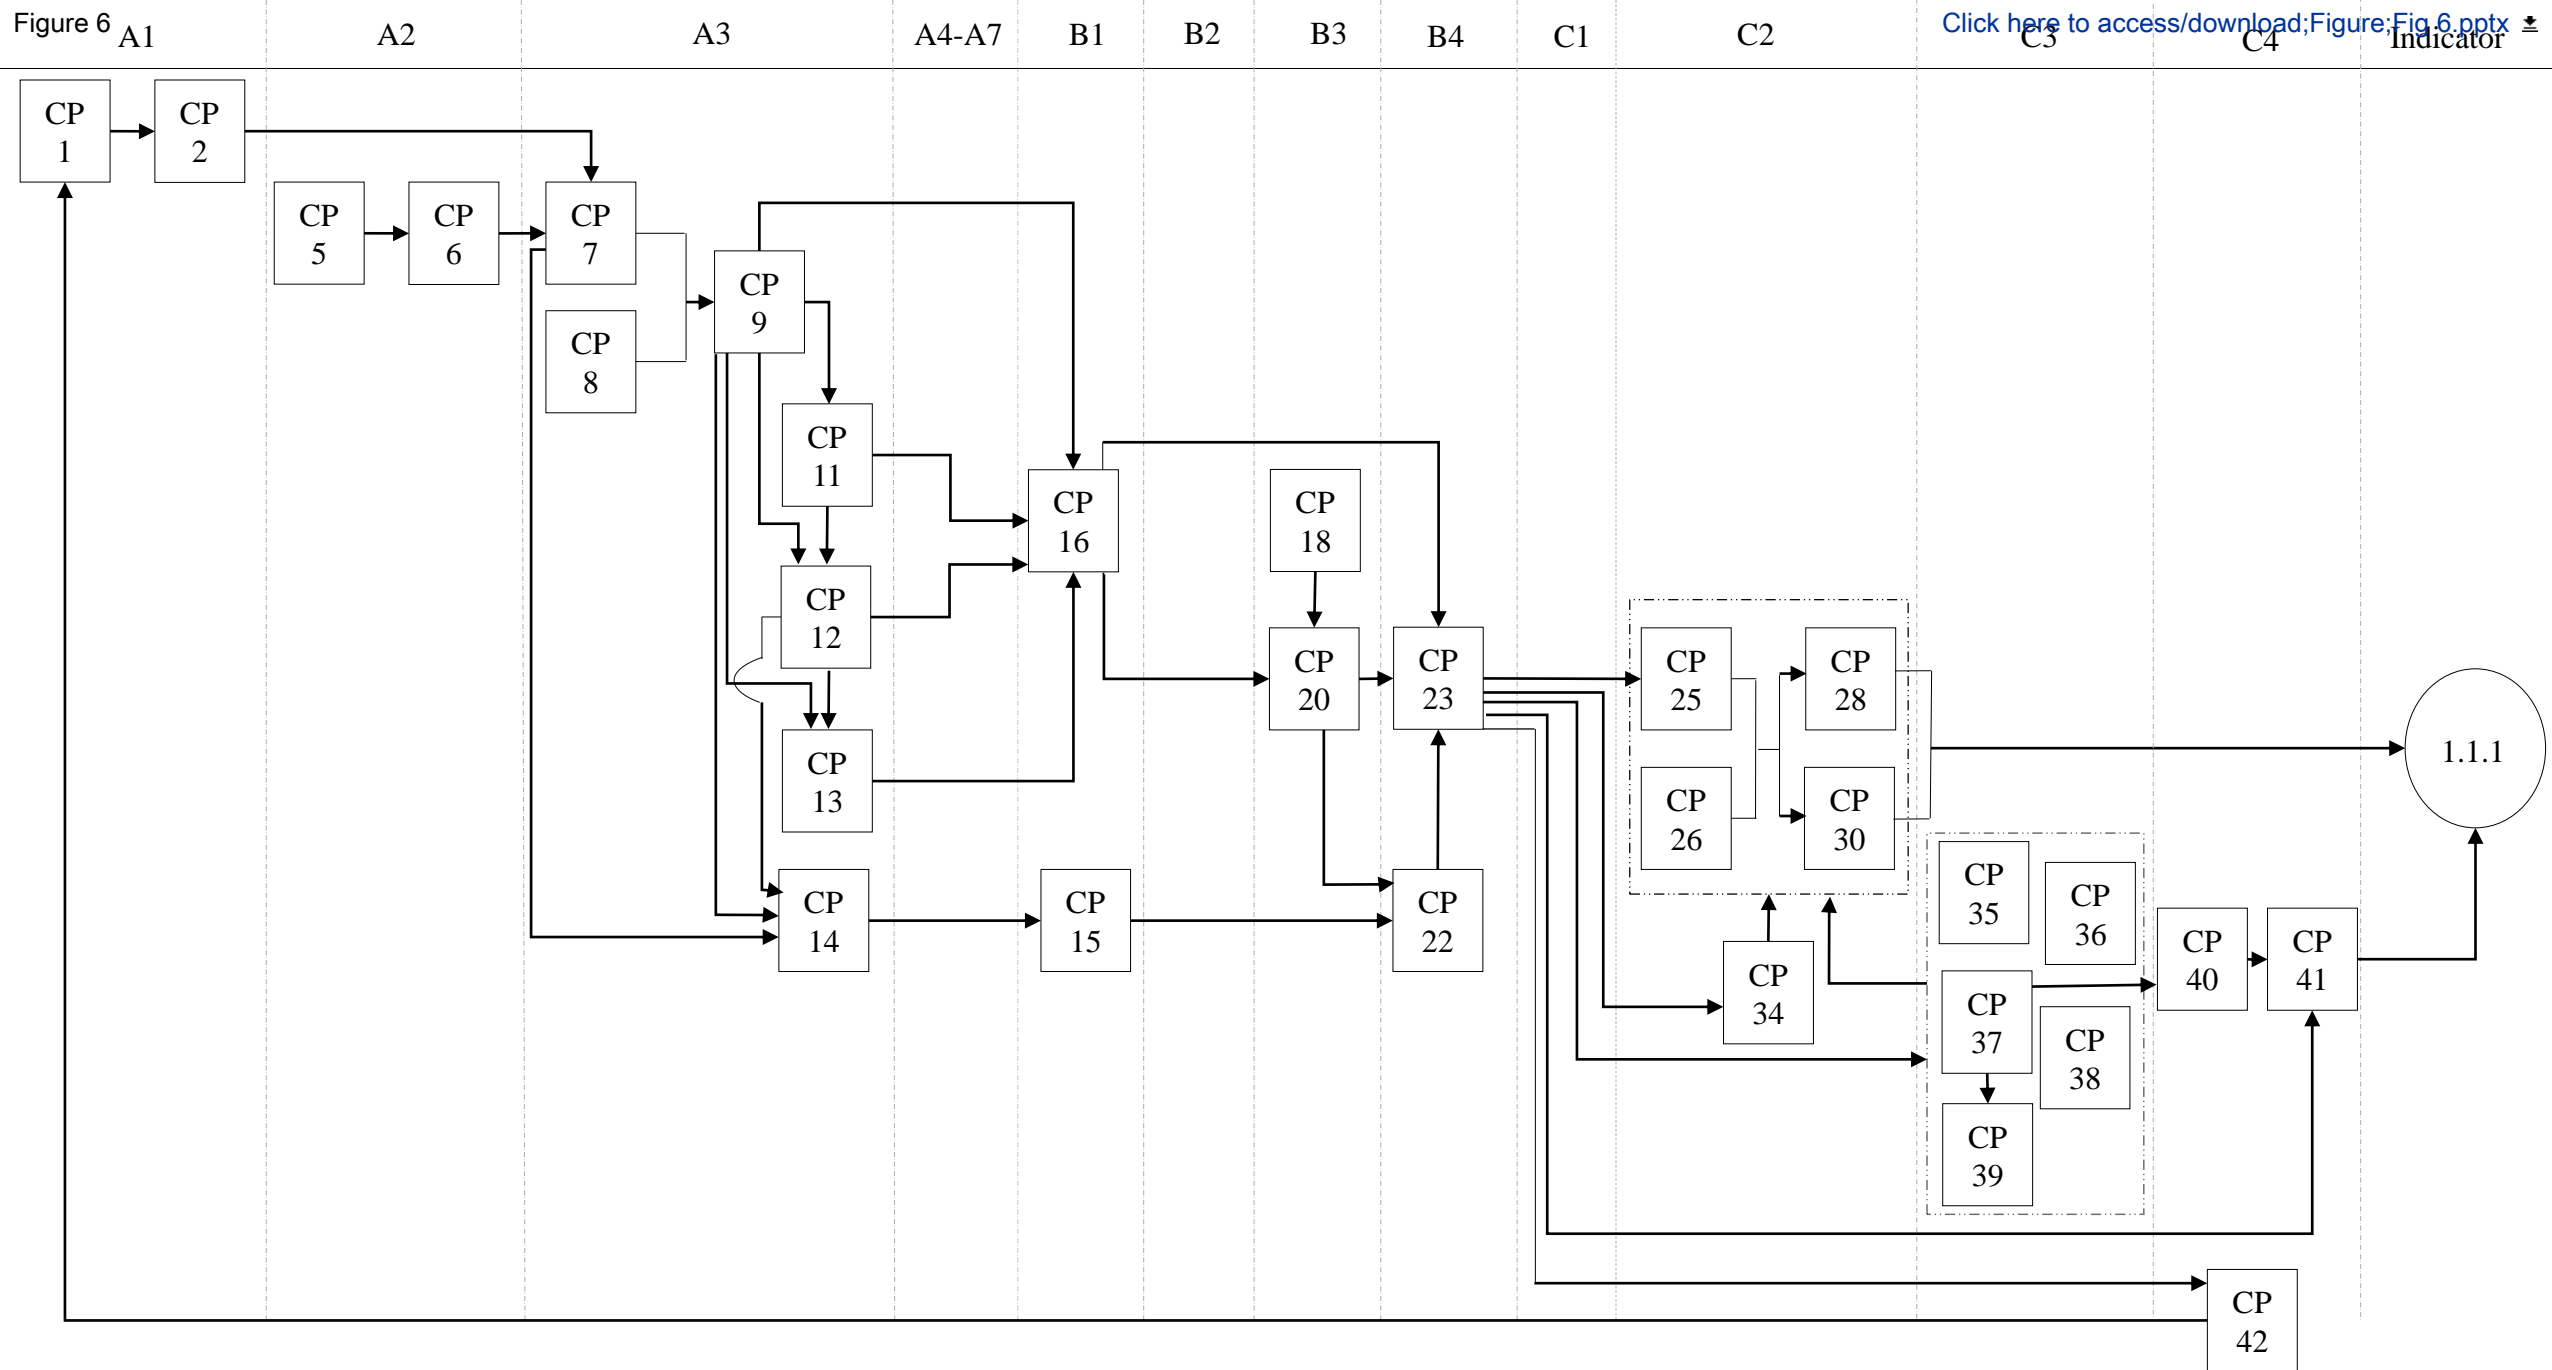 Figure 6
Click here to access/download;Figure;Fig 6.pptx
A1 A2 A3 A4-A7 B1 B2 B3 B4 C1 C2 C3 C4 Indicator
CP
1
CP
2
CP
5
CP
6
CP
7
CP
8
CP
9
CP
11
CP
12
CP
13
CP
14
CP
16
CP
15
CP
18
CP
20
CP
23
CP
22
CP
25
CP
26
CP
28
CP
30
CP
34
CP
35
CP
36
CP
37
CP
38
CP
39
CP
40
CP
41
CP
42
1.1.1